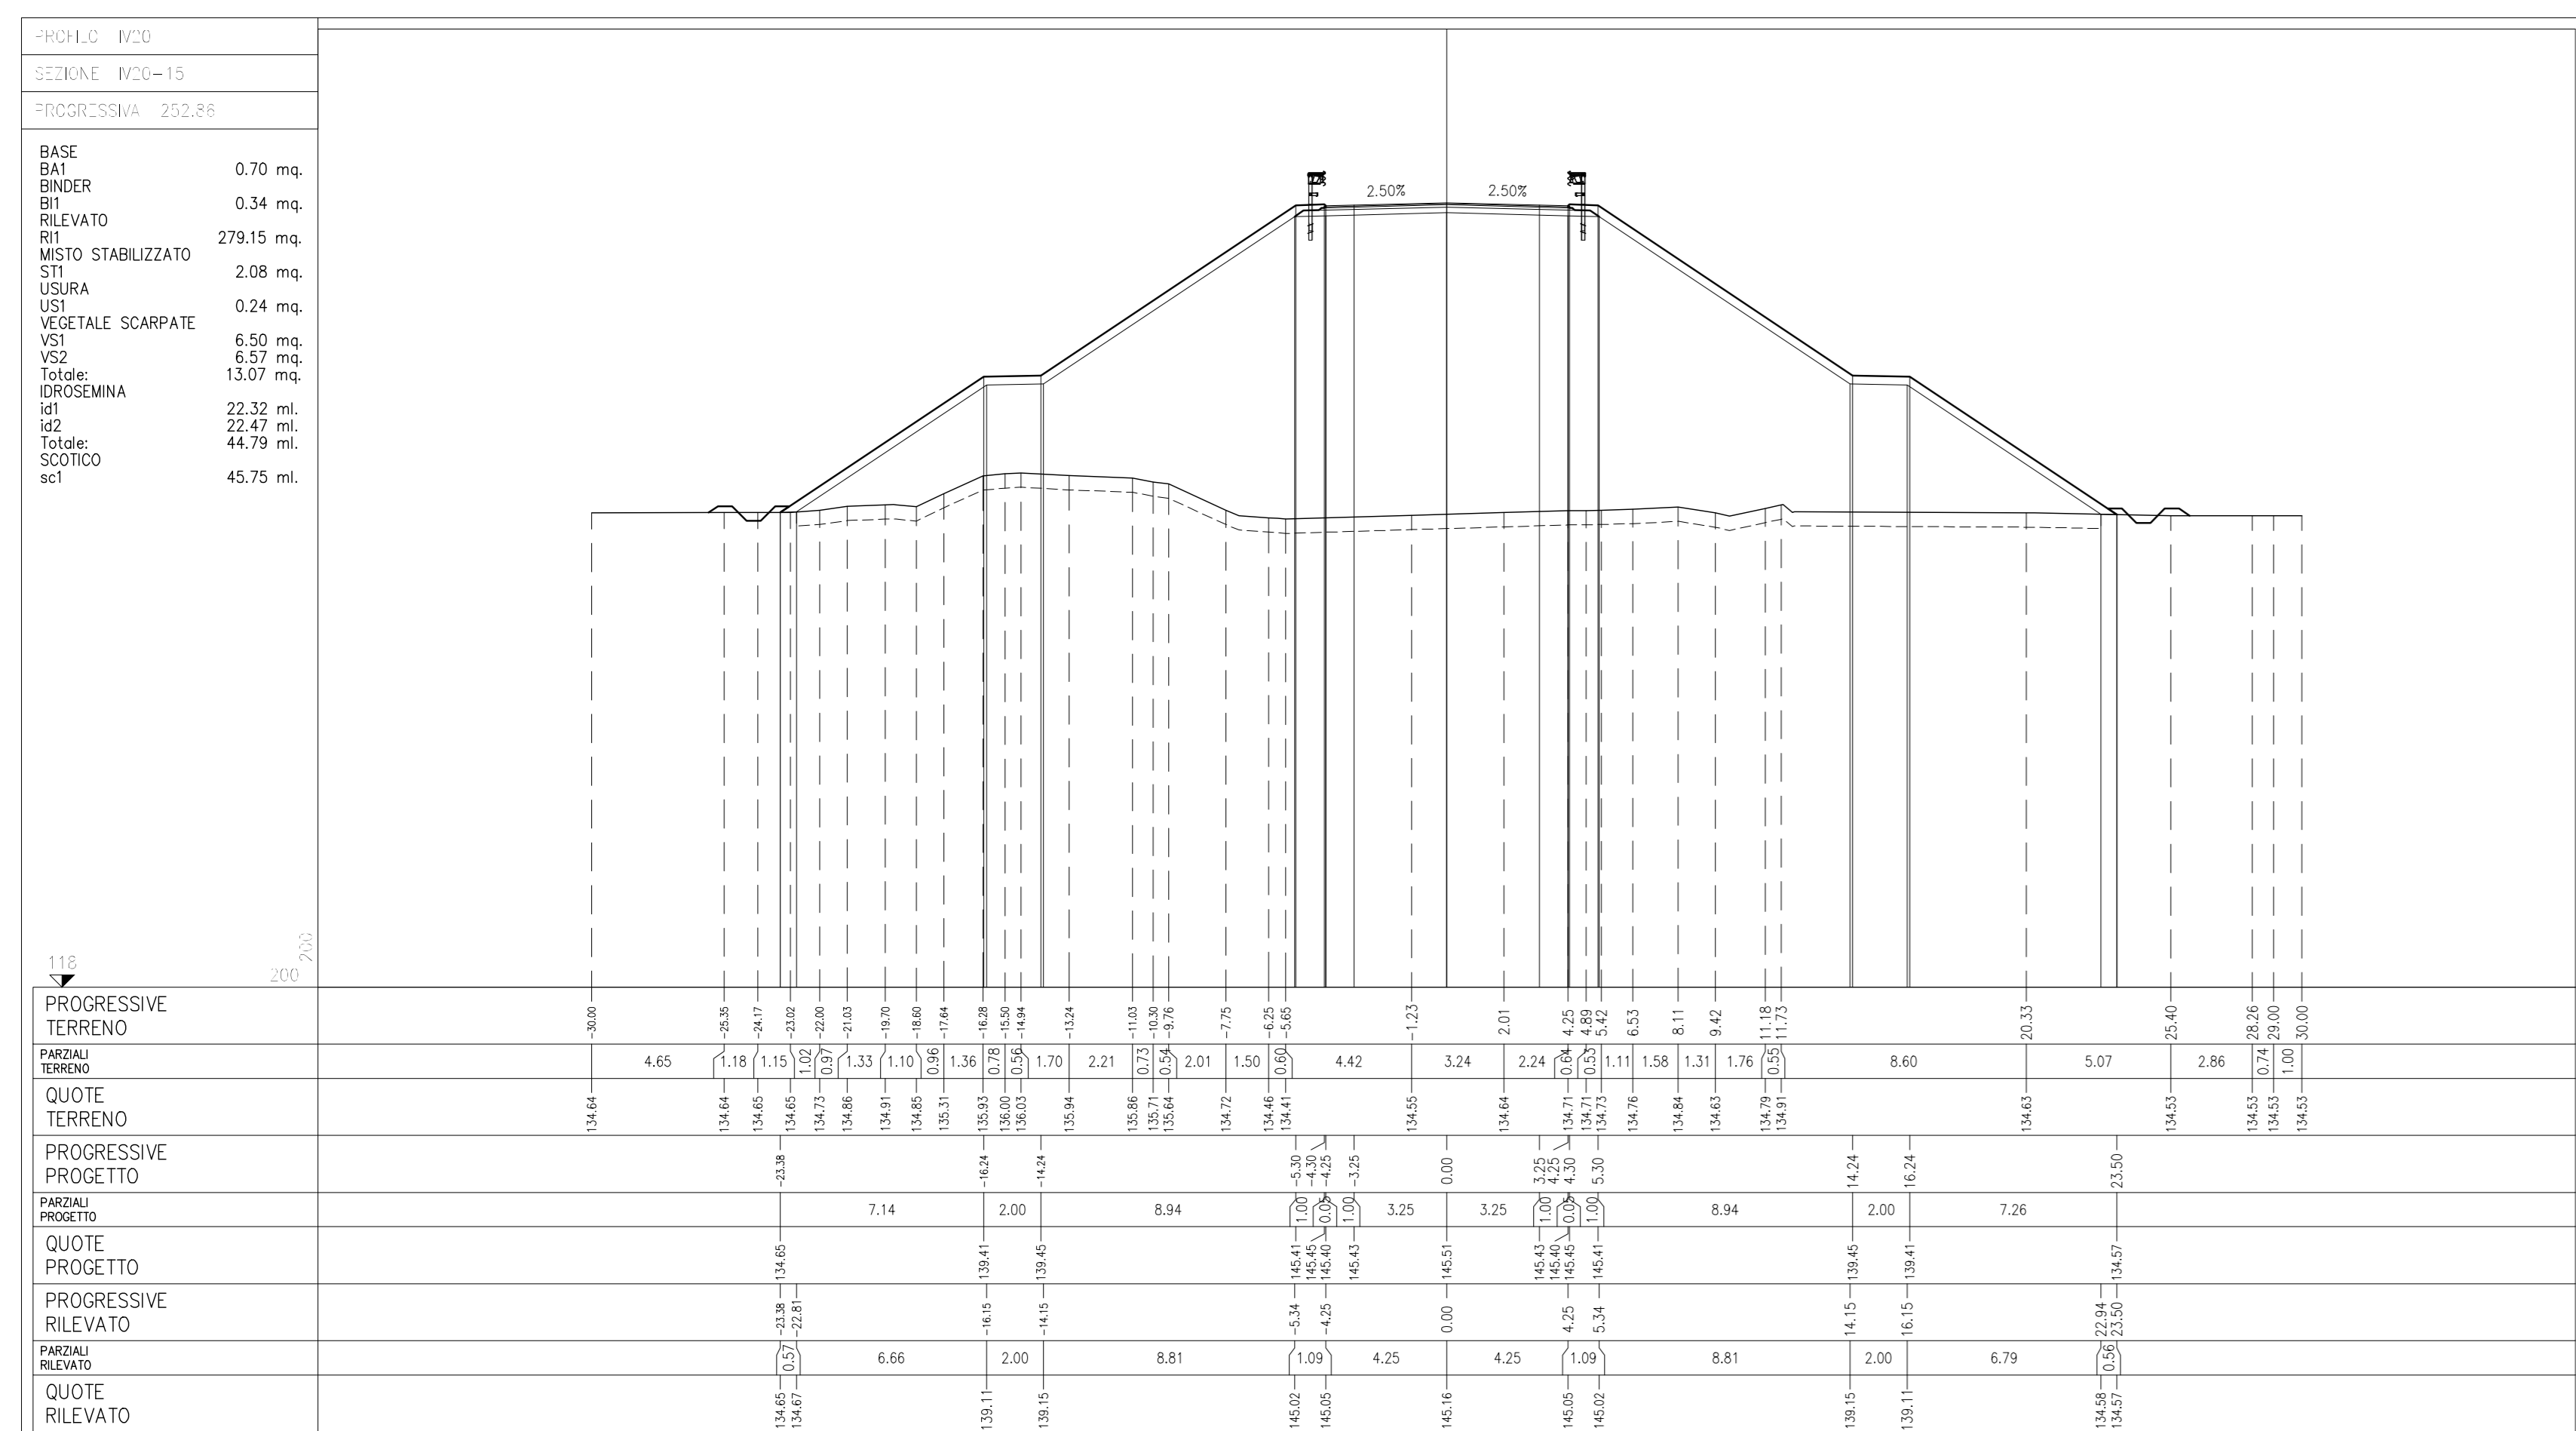 PROFILO IV20
SEZIONE IV20-15
PROGRESSIVA 252.86
BASE
BA1 0.70 mq.
BINDER
BI1 0.34 mq.
RILEVATO
RI1 279.15 mq.
MISTO STABILIZZATO
ST1 2.08 mq.
USURA
US1 0.24 mq.
VEGETALE SCARPATE
VS1 6.50 mq.
VS2 6.57 mq.
Totale: 13.07 mq.
IDROSEMINA
id1 22.32 ml.
id2 22.47 ml.
Totale: 44.79 ml.
SCOTICO
sc1 45.75 ml.
2.50% 2.50%
118 200 200
PROGRESSIVE
TERRENO
-30.00 -25.35 -24.17 -23.02 -22.00 -21.03 -19.70 -18.60 -17.64 -16.28 -15.50 -14.94 -13.24 -11.03 -10.30 -9.76 -7.75 -6.25 -5.65 -1.23 2.01 4.25 4.89 5.42 6.53 8.11 9.42 11.18 11.73 20.33 25.40 28.26 29.00 30.00
PARZIALI
TERRENO
4.65 1.18 1.15 1.02 0.97 1.33 1.10 0.96 1.36 0.78 0.56 1.70 2.21 0.73 0.54 2.01 1.50 0.60 4.42 3.24 2.24 0.64 0.53 1.11 1.58 1.31 1.76 0.55 8.60 5.07 2.86 0.74 1.00
QUOTE
TERRENO
134.64 134.64 134.65 134.65 134.73 134.86 134.91 134.85 135.31 135.93 136.00 136.03 135.94 135.86 135.71 135.64 134.72 134.46 134.41 134.55 134.64 134.71 134.71 134.73 134.76 134.84 134.63 134.79 134.91 134.63 134.53 134.53 134.53 134.53
PROGRESSIVE
PROGETTO
-23.38 -16.24 -14.24 -5.30 -4.30 -4.25 -3.25 0.00 3.25 4.25 4.30 5.30 14.24 16.24 23.50
PARZIALI
PROGETTO
7.14 2.00 8.94 1.00 0.05 1.00 3.25 3.25 1.00 0.05 1.00 8.94 2.00 7.26
QUOTE
PROGETTO
134.65 139.41 139.45 145.41 145.45 145.40 145.43 145.51 145.43 145.40 145.45 145.41 139.45 139.41 134.57
PROGRESSIVE
RILEVATO
-23.38 -22.81 -16.15 -14.15 -5.34 -4.25 0.00 4.25 5.34 14.15 16.15 22.94 23.50
PARZIALI
RILEVATO
0.57 6.66 2.00 8.81 1.09 4.25 4.25 1.09 8.81 2.00 6.79 0.56
QUOTE
RILEVATO
134.65 134.67 139.11 139.15 145.02 145.05 145.16 145.05 145.02 139.15 139.11 134.58 134.57